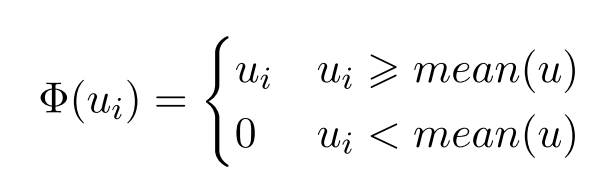 Φ(u_i) = { u_i   u_i ⩾ mean(u)
0   u_i < mean(u)